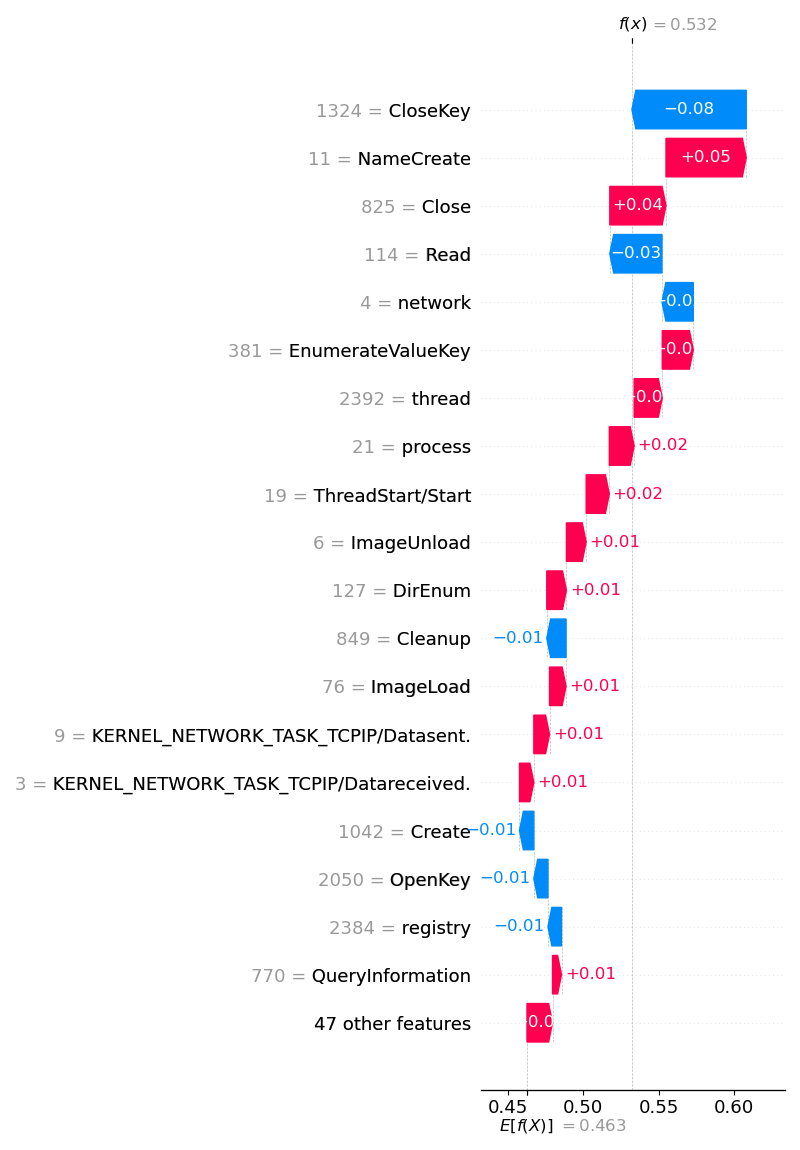 f(x) = 0.532
1324 = CloseKey −0.08
11 = NameCreate +0.05
825 = Close +0.04
114 = Read −0.03
4 = network
381 = EnumerateValueKey
2392 = thread
21 = process +0.02
19 = ThreadStart/Start +0.02
6 = ImageUnload +0.01
127 = DirEnum +0.01
849 = Cleanup −0.01
76 = ImageLoad +0.01
9 = KERNEL_NETWORK_TASK_TCPIP/Datasent. +0.01
3 = KERNEL_NETWORK_TASK_TCPIP/Datareceived. +0.01
1042 = Create −0.01
2050 = OpenKey −0.01
2384 = registry −0.01
770 = QueryInformation +0.01
47 other features
0.45 0.50 0.55 0.60
E[f(X)] = 0.463